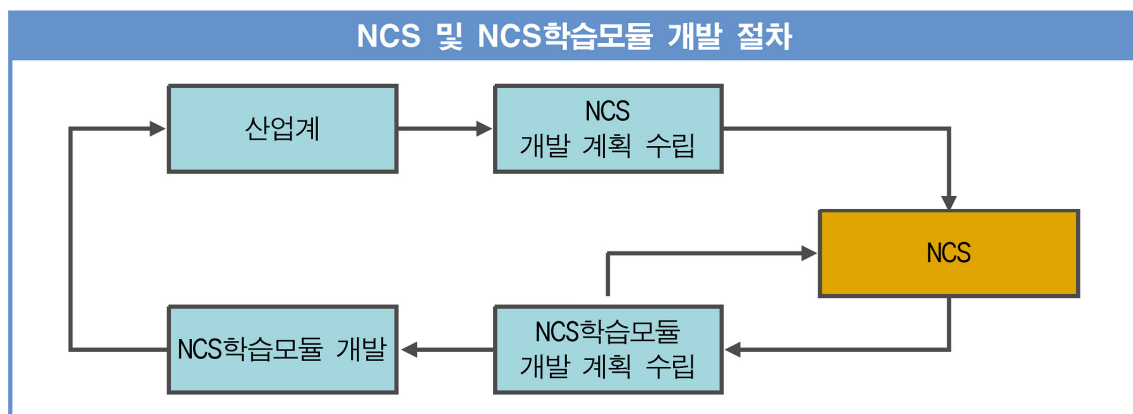 NCS 및 NCS학습모듈 개발 절차
산업계
NCS
개발 계획 수립
NCS
NCS학습모듈 개발
NCS학습모듈
개발 계획 수립